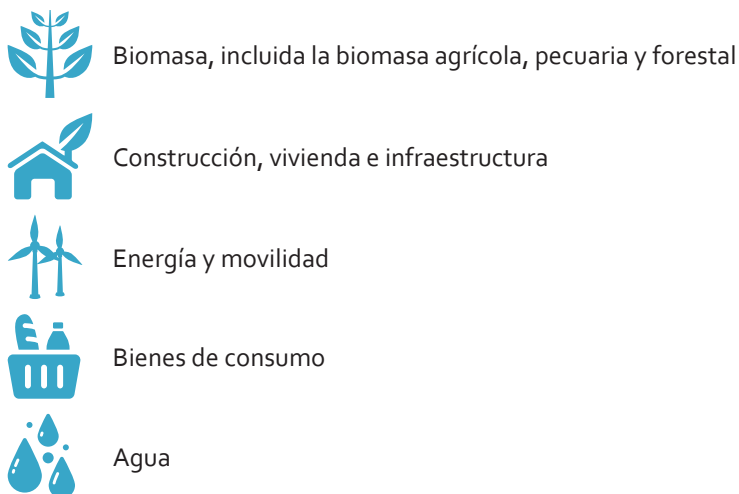 Biomasa, incluida la biomasa agrícola, pecuaria y forestal
Construcción, vivienda e infraestructura
Energía y movilidad
Bienes de consumo
Agua